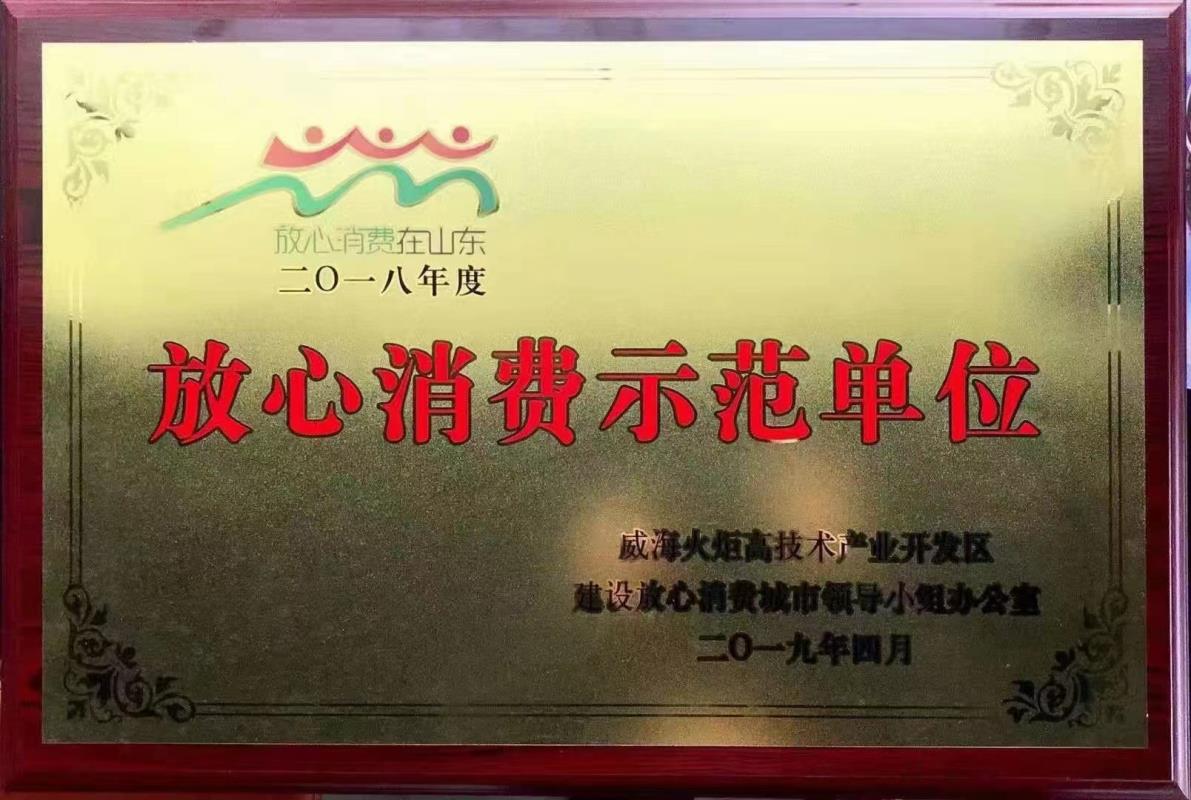 放心消费在山东
二〇一八年度
放心消费示范单位
威海火炬高技术产业开发区
建设放心消费城市领导小组办公室
二〇一九年四月